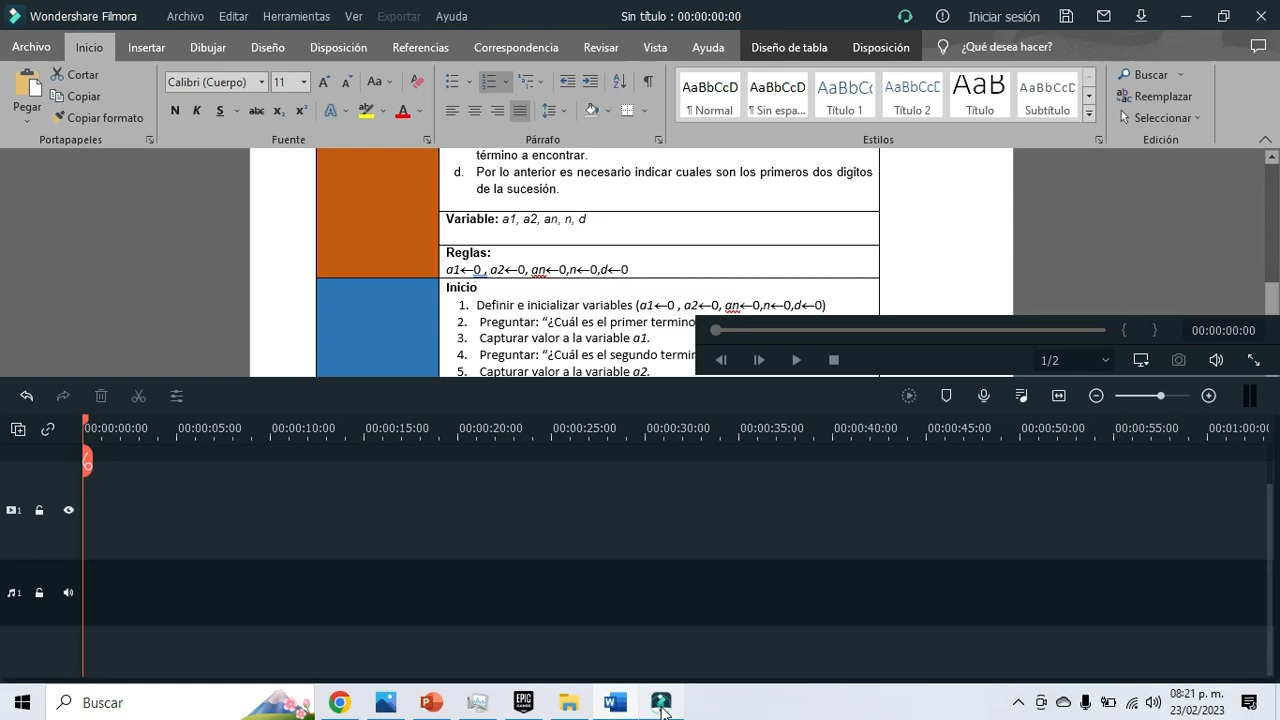 Wondershare Filmora Archivo Editar Herramientas Ver Exportar Ayuda Sin título : 00:00:00:00 Iniciar sesión
Archivo Inicio Insertar Dibujar Diseño Disposición Referencias Correspondencia Revisar Vista Ayuda Diseño de tabla Disposición ¿Qué desea hacer?
Pegar
Cortar
Copiar
Copiar formato
Portapapeles
Calibri (Cuerpo) 11
Aa
N K S abc x₂ x² A A
Fuente
Párrafo
AaBbCcD AaBbCcD AaBbCcD AaBbCcD AaB AaBbCcD
¶ Normal ¶ Sin espa... Título 1 Título 2 Título Subtítulo
Estilos
Buscar
Reemplazar
Seleccionar
Edición
término a encontrar.
d. Por lo anterior es necesario indicar cuales son los primeros dos digitos
de la sucesión.
Variable: a1, a2, an, n, d
Reglas:
a1←0 , a2←0, an←0,n←0,d←0
Inicio
1. Definir e inicializar variables (a1←0 , a2←0, an←0,n←0,d←0)
2. Preguntar: “¿Cuál es el primer termino
3. Capturar valor a la variable a1.
4. Preguntar: “¿Cuál es el segundo termin
5. Capturar valor a la variable a2.
{ } 00:00:00:00
1/2
00:00:00:00 00:00:05:00 00:00:10:00 00:00:15:00 00:00:20:00 00:00:25:00 00:00:30:00 00:00:35:00 00:00:40:00 00:00:45:00 00:00:50:00 00:00:55:00 00:01:00:0
1
1
Buscar
08:21 p. m.
23/02/2023